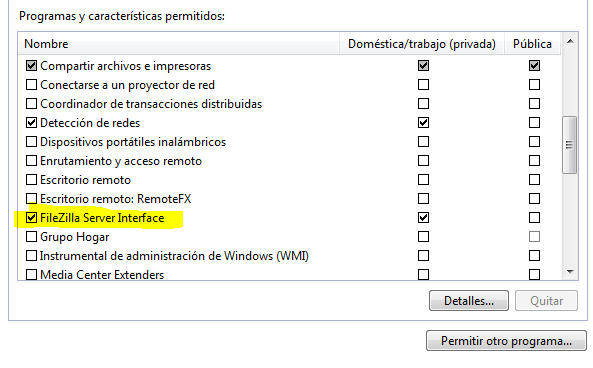 Programas y características permitidos:
Nombre Doméstica/trabajo (privada) Pública
Compartir archivos e impresoras
Conectarse a un proyector de red
Coordinador de transacciones distribuidas
Detección de redes
Dispositivos portátiles inalámbricos
Enrutamiento y acceso remoto
Escritorio remoto
Escritorio remoto: RemoteFX
FileZilla Server Interface
Grupo Hogar
Instrumental de administración de Windows (WMI)
Media Center Extenders
Detalles... Quitar
Permitir otro programa...